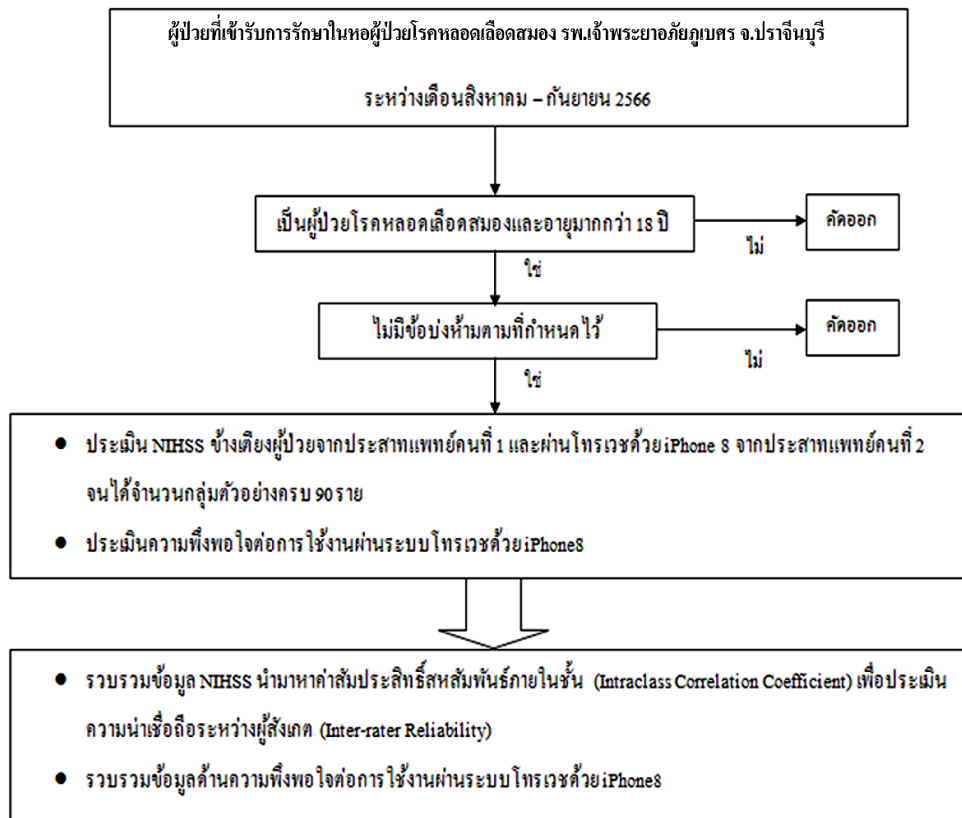 ผู้ป่วยที่เข้ารับการรักษาในหอผู้ป่วยโรคหลอดเลือดสมอง รพ.เจ้าพระยาอภัยภูเบศร จ.ปราจีนบุรี
ระหว่างเดือนสิงหาคม – กันยายน 2566
เป็นผู้ป่วยโรคหลอดเลือดสมองและอายุมากกว่า 18 ปี
คัดออก
ไม่
ใช่
ไม่มีข้อบ่งห้ามตามที่กำหนดไว้
คัดออก
ไม่
ใช่
● ประเมิน NIHSS ข้างเตียงผู้ป่วยจากประสาทแพทย์คนที่ 1 และผ่านโทรเวชด้วย iPhone 8 จากประสาทแพทย์คนที่ 2
จนได้จำนวนกลุ่มตัวอย่างครบ 90 ราย
● ประเมินความพึงพอใจต่อการใช้งานผ่านระบบโทรเวชด้วย iPhone8
● รวบรวมข้อมูล NIHSS นำมาหาค่าสัมประสิทธิ์สหสัมพันธ์ภายในชั้น (Intraclass Correlation Coefficient) เพื่อประเมิน
ความน่าเชื่อถือระหว่างผู้สังเกต (Inter-rater Reliability)
● รวบรวมข้อมูลด้านความพึงพอใจต่อการใช้งานผ่านระบบโทรเวชด้วย iPhone8